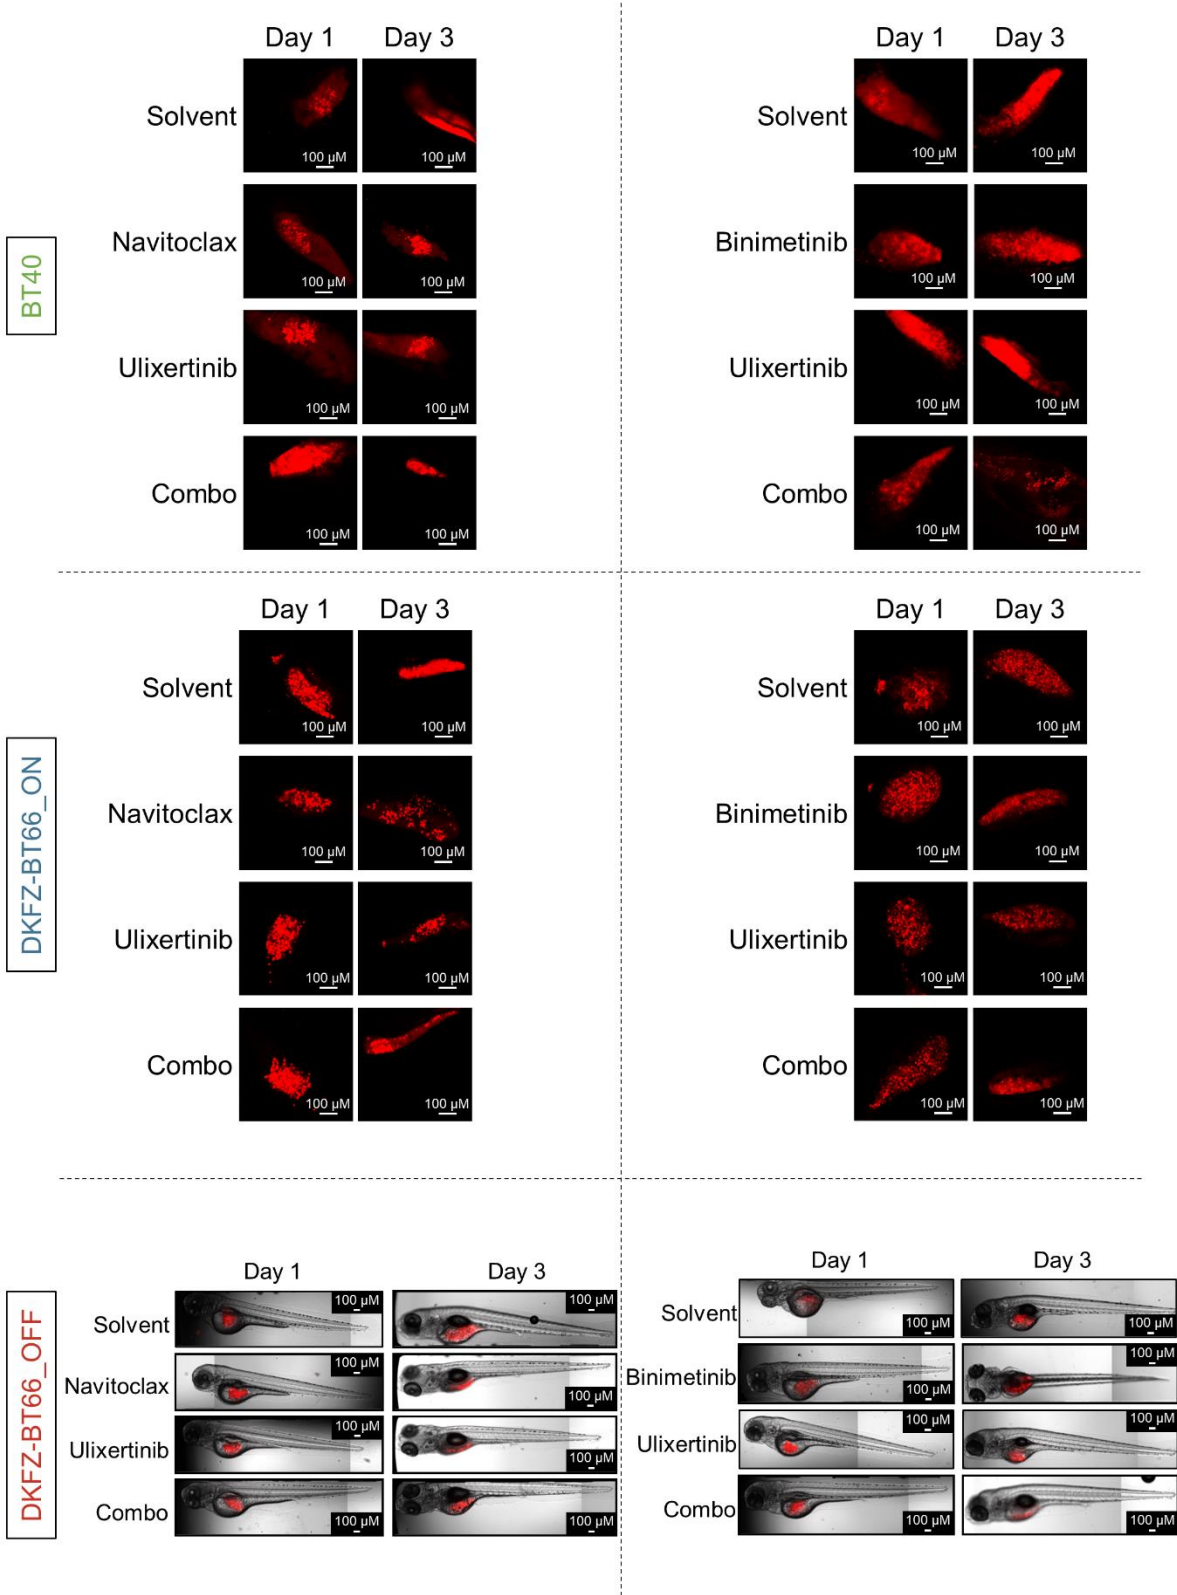 BT40
Day 1 Day 3
Solvent 100 µM 100 µM
Navitoclax 100 µM 100 µM
Ulixertinib 100 µM 100 µM
Combo 100 µM 100 µM
Day 1 Day 3
Solvent 100 µM 100 µM
Binimetinib 100 µM 100 µM
Ulixertinib 100 µM 100 µM
Combo 100 µM 100 µM
DKFZ-BT66_ON
Day 1 Day 3
Solvent 100 µM 100 µM
Navitoclax 100 µM 100 µM
Ulixertinib 100 µM 100 µM
Combo 100 µM 100 µM
Day 1 Day 3
Solvent 100 µM 100 µM
Binimetinib 100 µM 100 µM
Ulixertinib 100 µM 100 µM
Combo 100 µM 100 µM
DKFZ-BT66_OFF
Day 1 Day 3
Solvent 100 µM 100 µM
Navitoclax 100 µM 100 µM
Ulixertinib 100 µM 100 µM
Combo 100 µM 100 µM
Day 1 Day 3
Solvent 100 µM 100 µM
Binimetinib 100 µM 100 µM
Ulixertinib 100 µM 100 µM
Combo 100 µM 100 µM